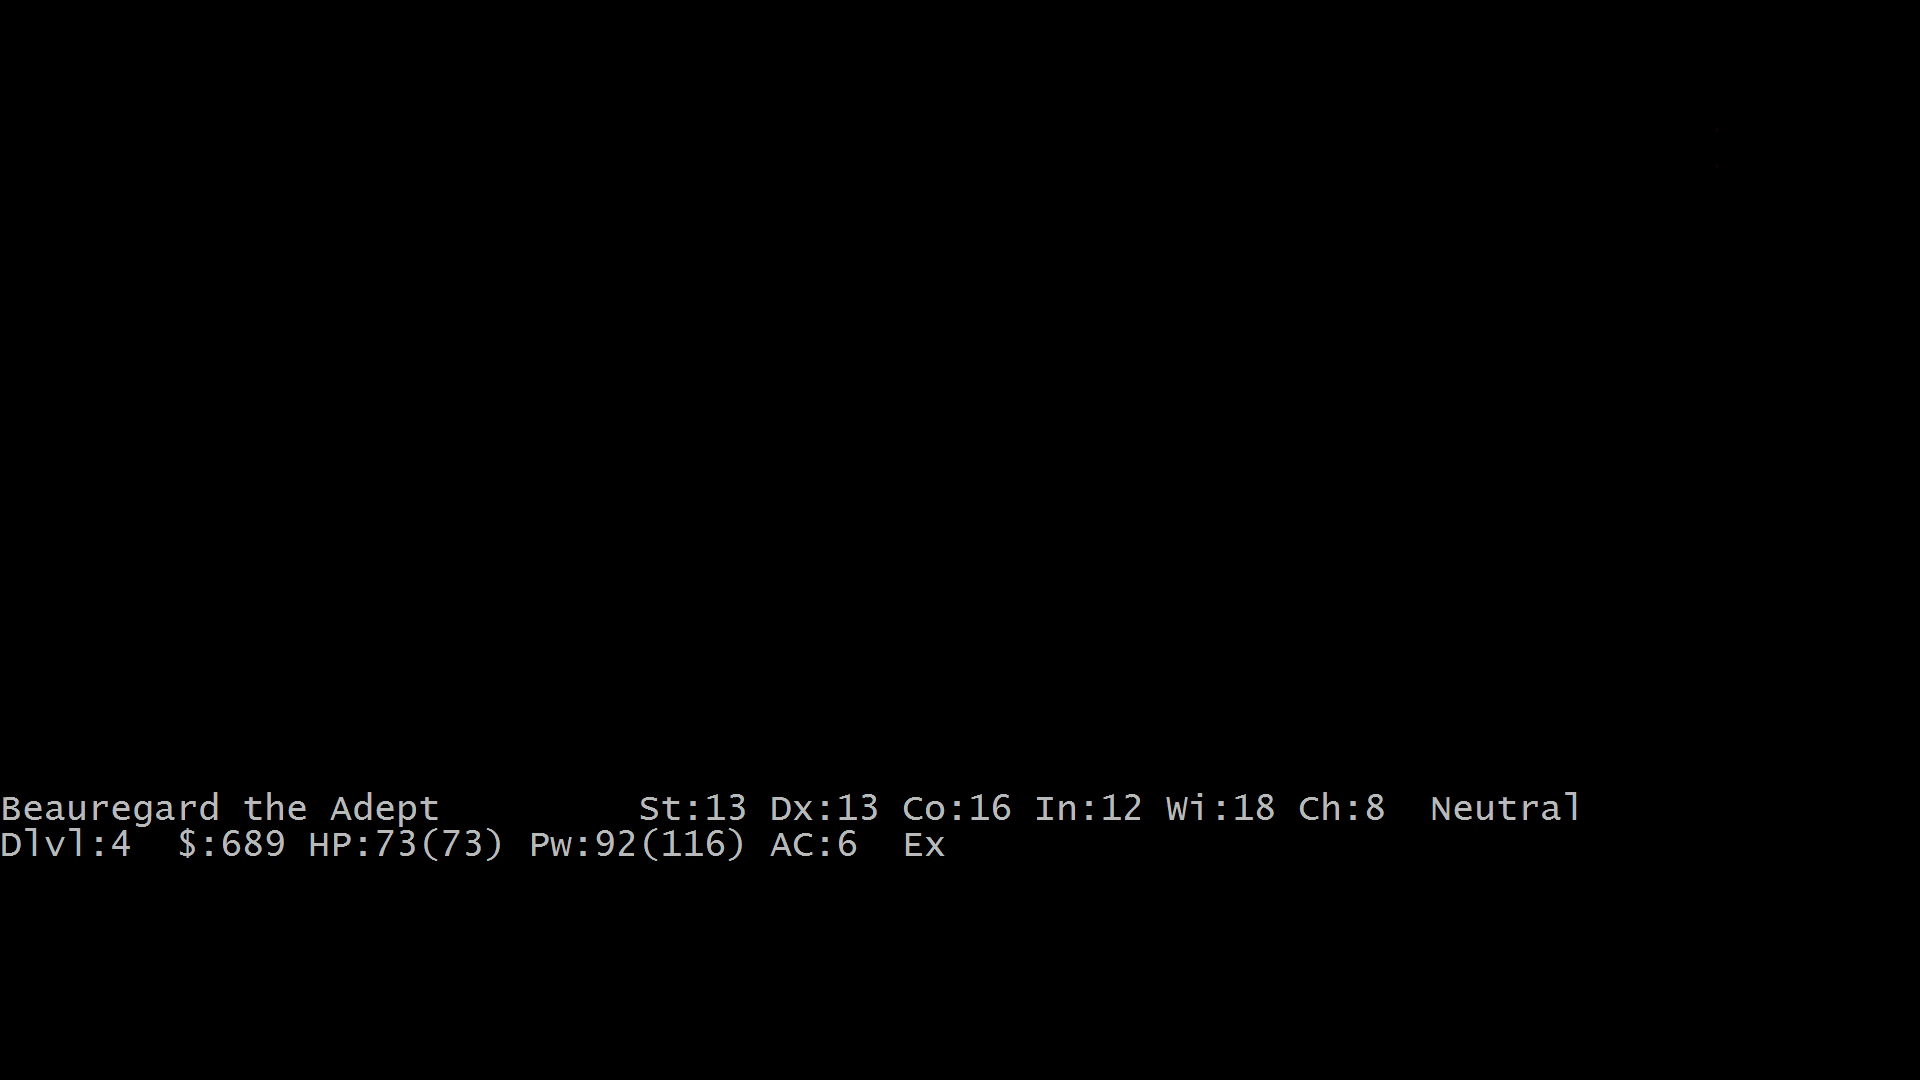 Beauregard the Adept St:13 Dx:13 Co:16 In:12 Wi:18 Ch:8 Neutral
Dlvl:4 $:689 HP:73(73) Pw:92(116) AC:6 Ex